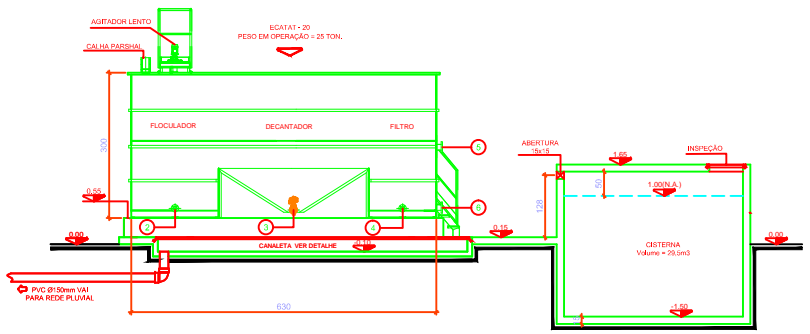 AGITADOR LENTO
CALHA PARSHAL
ECATAT - 20
PESO EM OPERAÇÃO = 25 TON.
FLOCULADOR
DECANTADOR
FILTRO
300
5
6
2
3
4
0.55
0.00
CANALETA VER DETALHE
-0.10
0.15
PVC Ø150mm VAI
PARA REDE PLUVIAL
630
ABERTURA
15x15
1.65
INSPEÇÃO
50
1.00(N.A.)
128
CISTERNA
Volume = 29.5m3
0.00
-1.50